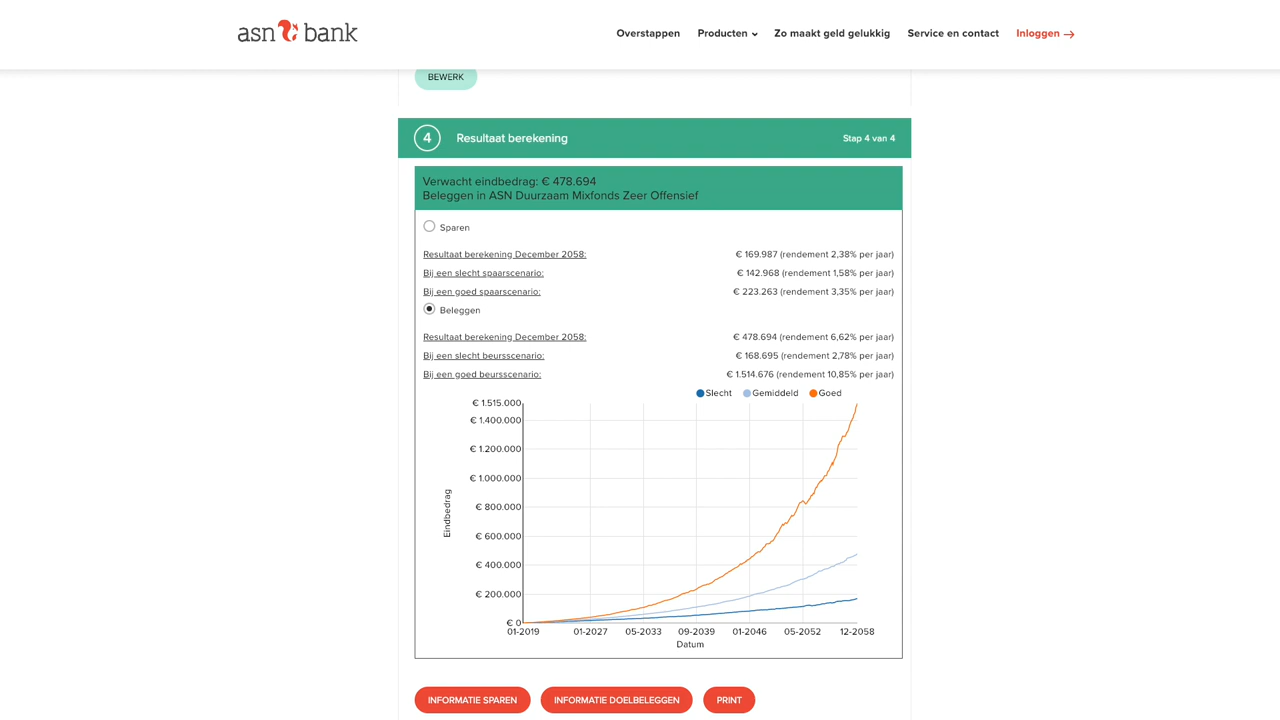 asn bank
Overstappen Producten Zo maakt geld gelukkig Service en contact Inloggen
BEWERK
4 Resultaat berekening Stap 4 van 4
Verwacht eindbedrag: € 478.694
Beleggen in ASN Duurzaam Mixfonds Zeer Offensief
Sparen
Resultaat berekening December 2058: € 169.987 (rendement 2,38% per jaar)
Bij een slecht spaarscenario: € 142.968 (rendement 1,58% per jaar)
Bij een goed spaarscenario: € 223.263 (rendement 3,35% per jaar)
Beleggen
Resultaat berekening December 2058: € 478.694 (rendement 6,62% per jaar)
Bij een slecht beursscenario: € 168.695 (rendement 2,78% per jaar)
Bij een goed beursscenario: € 1.514.676 (rendement 10,85% per jaar)
Slecht Gemiddeld Goed
€ 1.515.000
€ 1.400.000
€ 1.200.000
€ 1.000.000
€ 800.000
€ 600.000
€ 400.000
€ 200.000
€ 0
Eindbedrag
01-2019 01-2027 05-2033 09-2039 01-2046 05-2052 12-2058
Datum
INFORMATIE SPAREN INFORMATIE DOELBELEGGEN PRINT